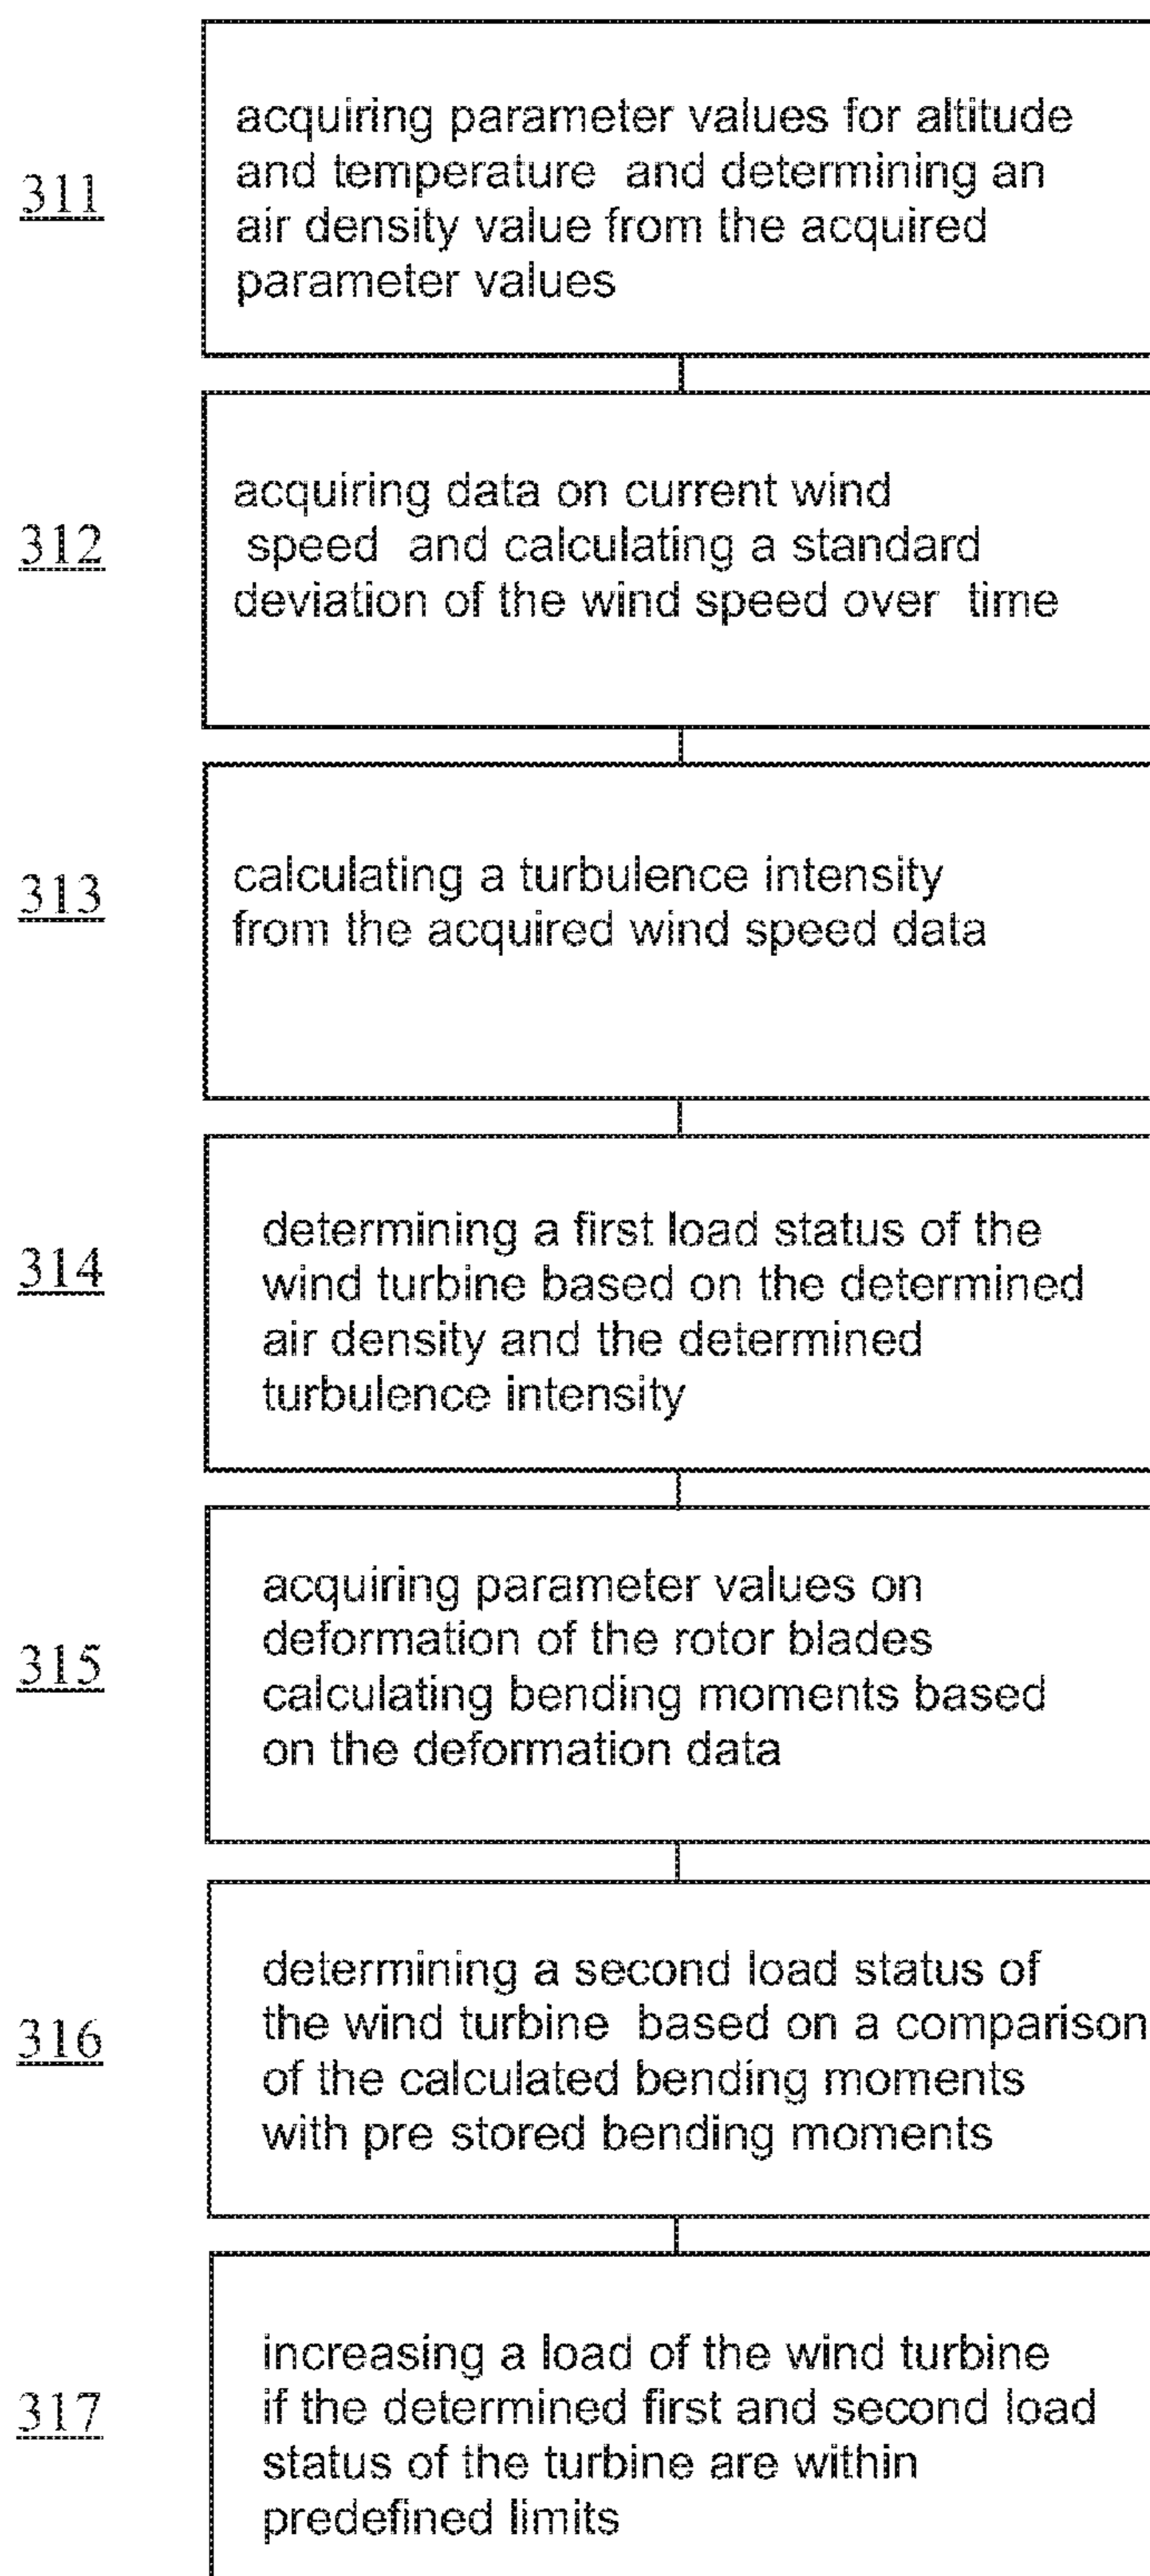 311
acquiring parameter values for altitude
and temperature and determining an
air density value from the acquired
parameter values
312
acquiring data on current wind
speed and calculating a standard
deviation of the wind speed over time
313
calculating a turbulence intensity
from the acquired wind speed data
314
determining a first load status of the
wind turbine based on the determined
air density and the determined
turbulence intensity
315
acquiring parameter values on
deformation of the rotor blades
calculating bending moments based
on the deformation data
316
determining a second load status of
the wind turbine based on a comparison
of the calculated bending moments
with pre stored bending moments
317
increasing a load of the wind turbine
if the determined first and second load
status of the turbine are within
predefined limits